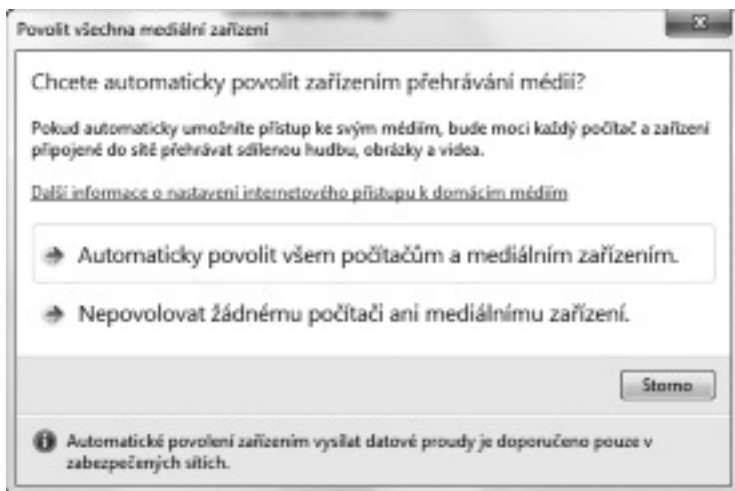 Povolit všechna mediální zařízení
Chcete automaticky povolit zařízením přehrávání médií?
Pokud automaticky umožníte přístup ke svým médiím, bude moci každý počítač a zařízení
připojené do sítě přehrávat sdílenou hudbu, obrázky a videa.
Další informace o nastavení internetového přístupu k domácím médiím
Automaticky povolit všem počítačům a mediálním zařízením.
Nepovolovat žádnému počítači ani mediálnímu zařízení.
Storno
Automatické povolení zařízením vysílat datové proudy je doporučeno pouze v
zabezpečených sítích.